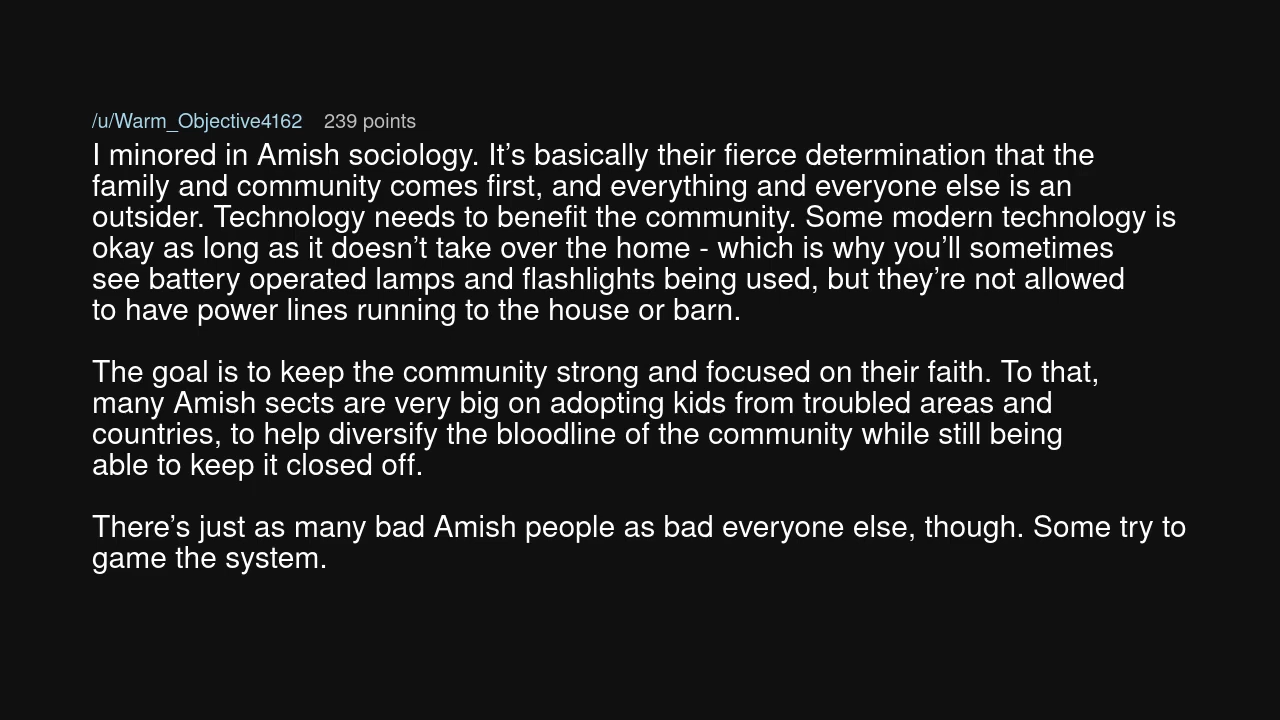 /u/Warm_Objective4162 239 points
I minored in Amish sociology. It’s basically their fierce determination that the
family and community comes first, and everything and everyone else is an
outsider. Technology needs to benefit the community. Some modern technology is
okay as long as it doesn’t take over the home - which is why you’ll sometimes
see battery operated lamps and flashlights being used, but they’re not allowed
to have power lines running to the house or barn.
The goal is to keep the community strong and focused on their faith. To that,
many Amish sects are very big on adopting kids from troubled areas and
countries, to help diversify the bloodline of the community while still being
able to keep it closed off.
There’s just as many bad Amish people as bad everyone else, though. Some try to
game the system.